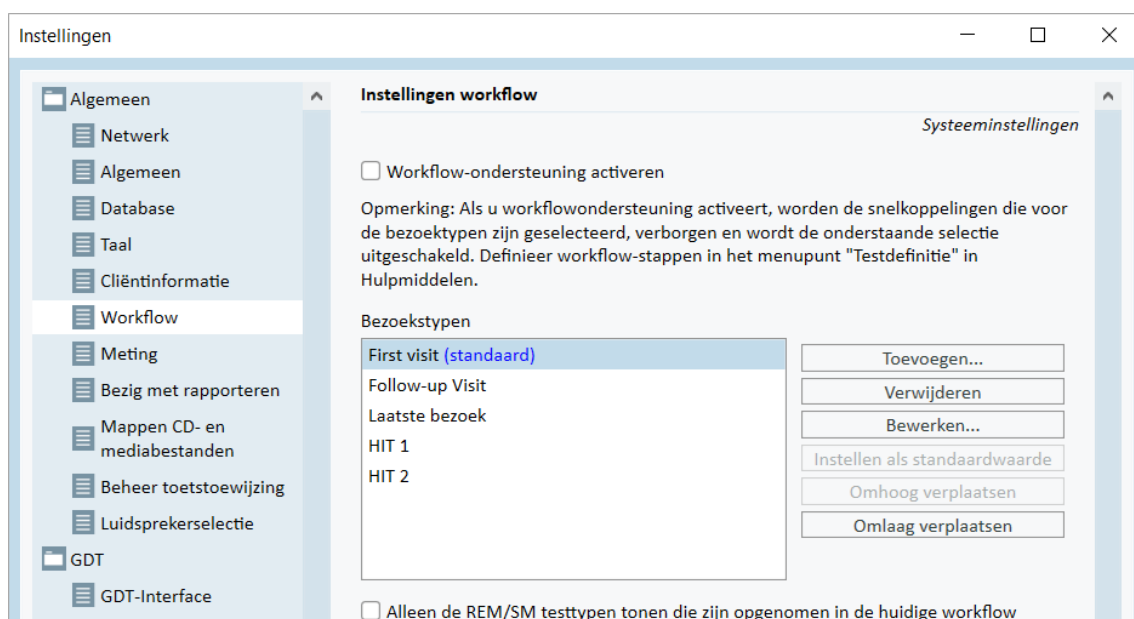 Instellingen
Algemeen
Netwerk
Algemeen
Database
Taal
Cliëntinformatie
Workflow
Meting
Bezig met rapporteren
Mappen CD- en
mediabestanden
Beheer toetstoewijzing
Luidsprekerselectie
GDT
GDT-Interface
Instellingen workflow
Systeeminstellingen
Workflow-ondersteuning activeren
Opmerking: Als u workflowondersteuning activeert, worden de snelkoppelingen die voor
de bezoektypen zijn geselecteerd, verborgen en wordt de onderstaande selectie
uitgeschakeld. Definieer workflow-stappen in het menupunt "Testdefinitie" in
Hulpmiddelen.
Bezoekstypen
First visit (standaard)
Follow-up Visit
Laatste bezoek
HIT 1
HIT 2
Toevoegen...
Verwijderen
Bewerken...
Instellen als standaardwaarde
Omhoog verplaatsen
Omlaag verplaatsen
Alleen de REM/SM testtypen tonen die zijn opgenomen in de huidige workflow